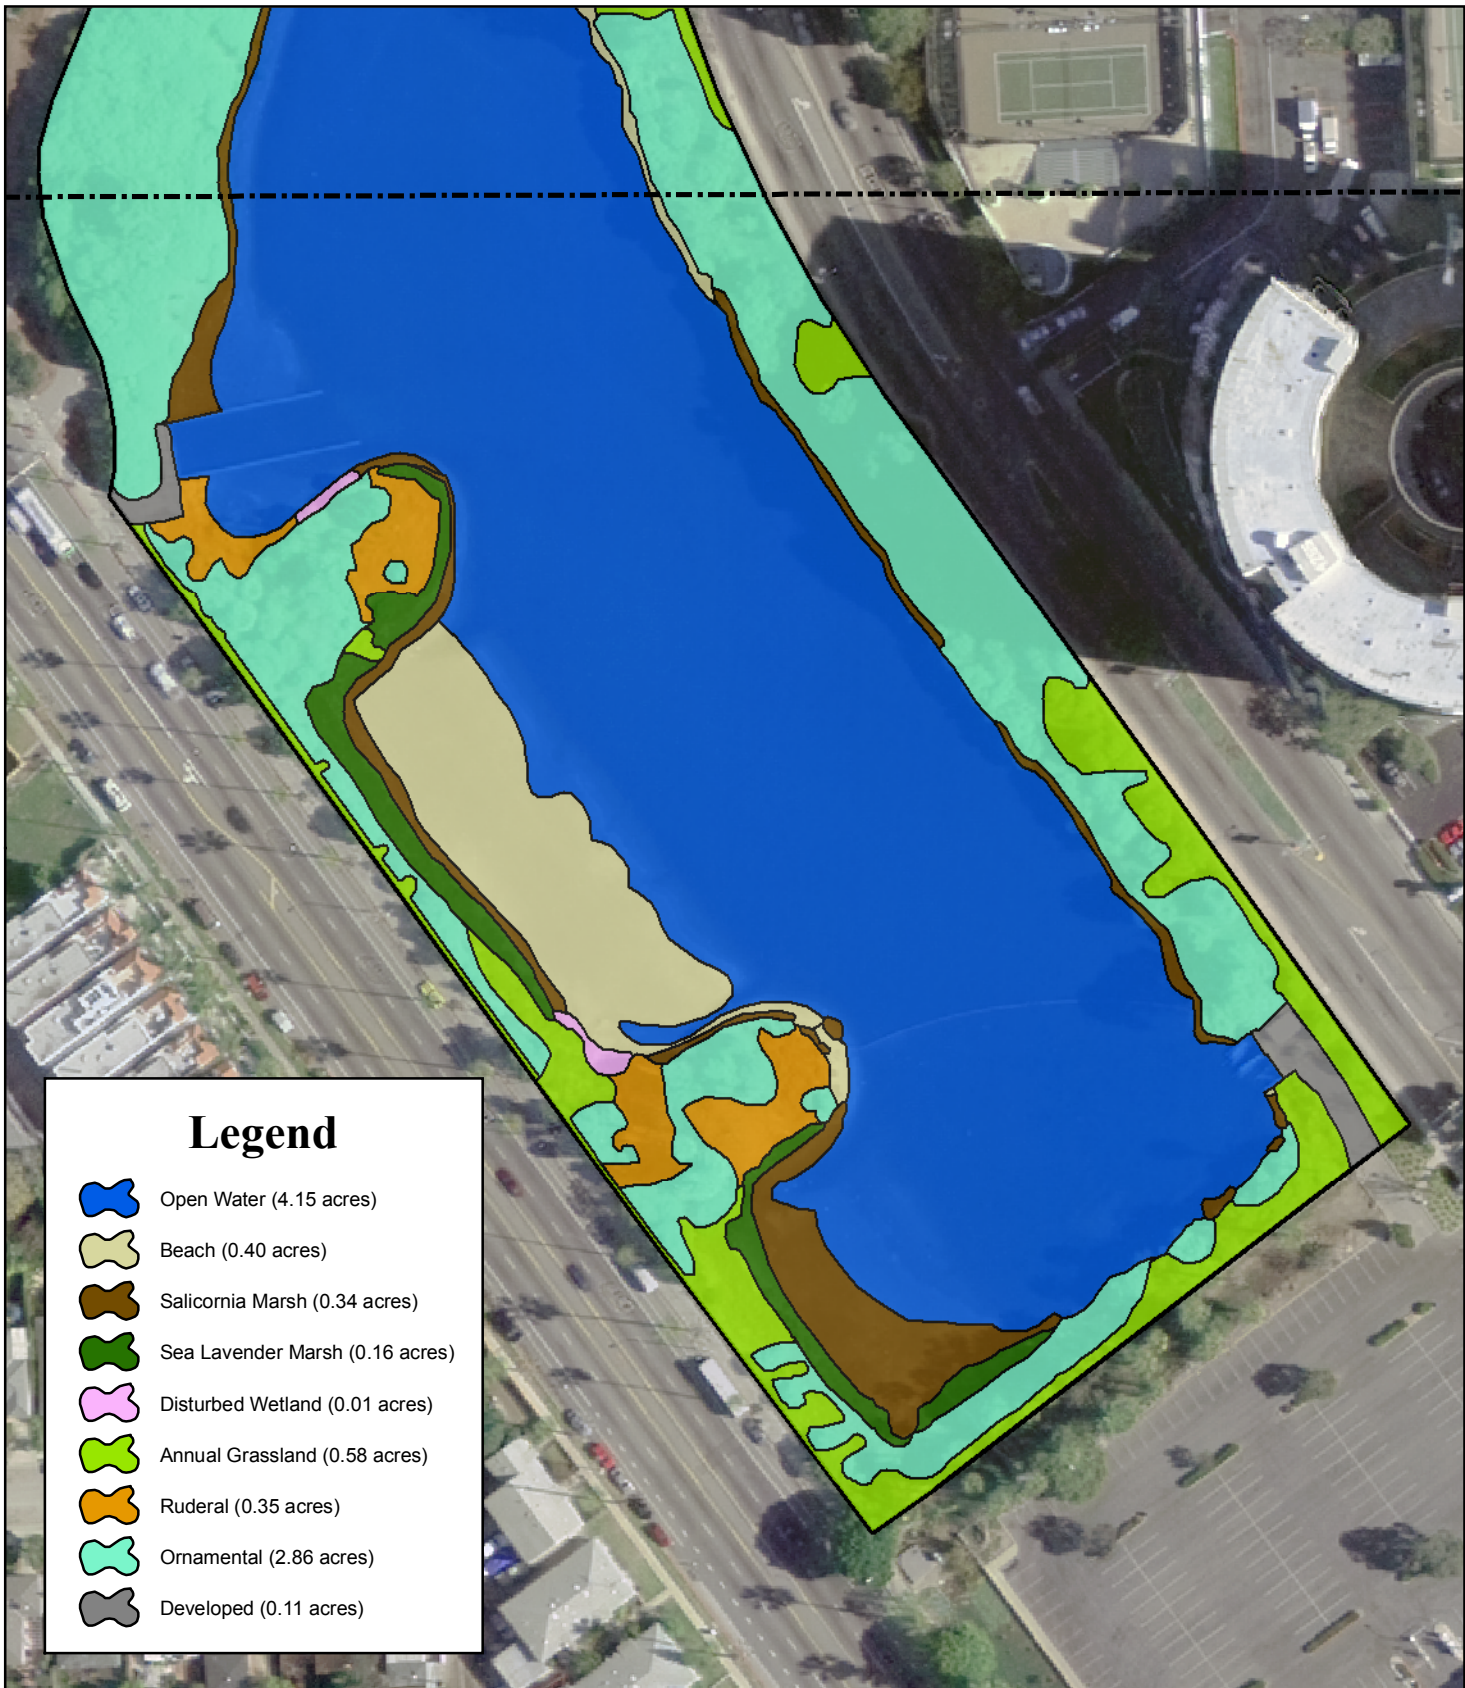 Legend
Open Water (4.15 acres)
Beach (0.40 acres)
Salicornia Marsh (0.34 acres)
Sea Lavender Marsh (0.16 acres)
Disturbed Wetland (0.01 acres)
Annual Grassland (0.58 acres)
Ruderal (0.35 acres)
Ornamental (2.86 acres)
Developed (0.11 acres)